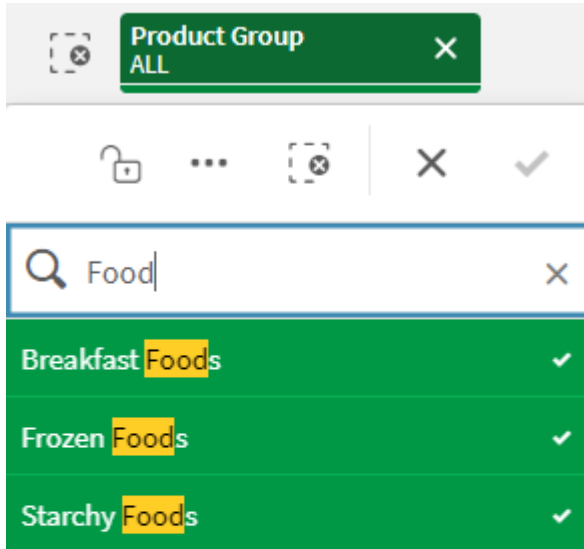 Product Group
ALL
Food
Breakfast Foods
Frozen Foods
Starchy Foods